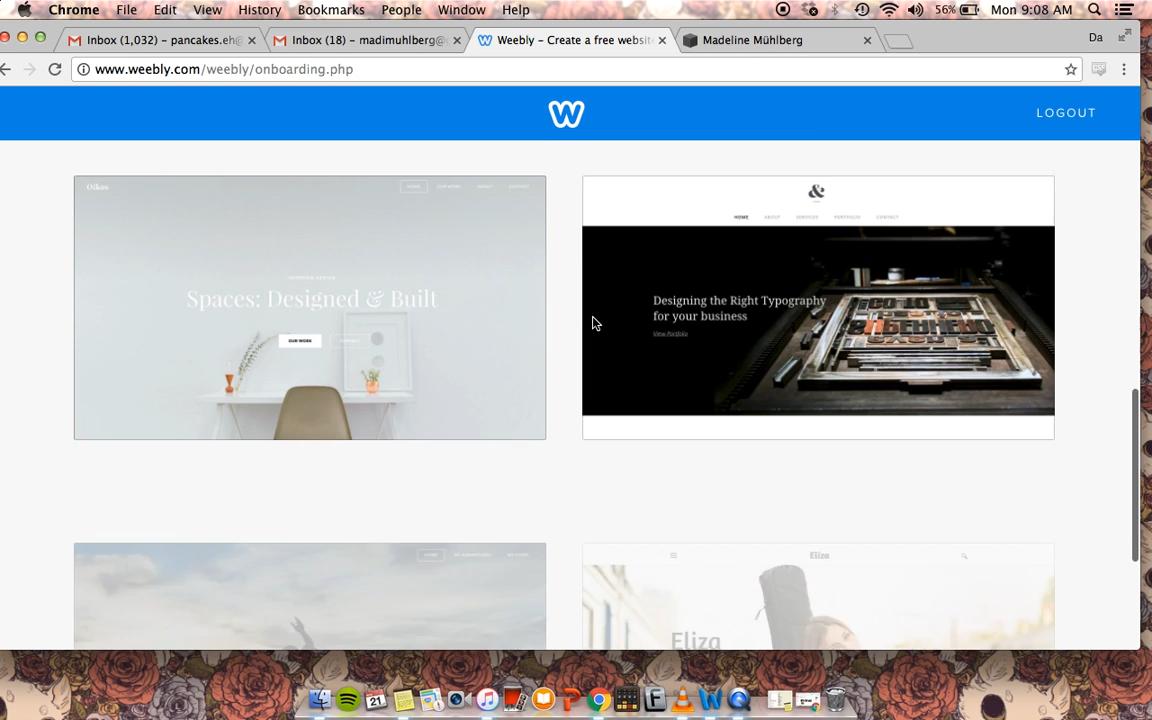 Chrome File Edit View History Bookmarks People Window Help 56% Mon 9:08 AM
Inbox (1,032) - pancakes.eh@ Inbox (18) - madimuhlberg@ Weebly - Create a free websit Madeline Mühlberg Da
www.weebly.com/weebly/onboarding.php
W LOGOUT
Oikos HOME OUR WORK ABOUT CONTACT
INTERIOR DESIGN
Spaces: Designed & Built
OUR WORK CONTACT
&
HOME ABOUT SERVICES PORTFOLIO CONTACT
Designing the Right Typography
for your business
View Portfolio
HOME MY ADVENTURES
Eliza
Eliza